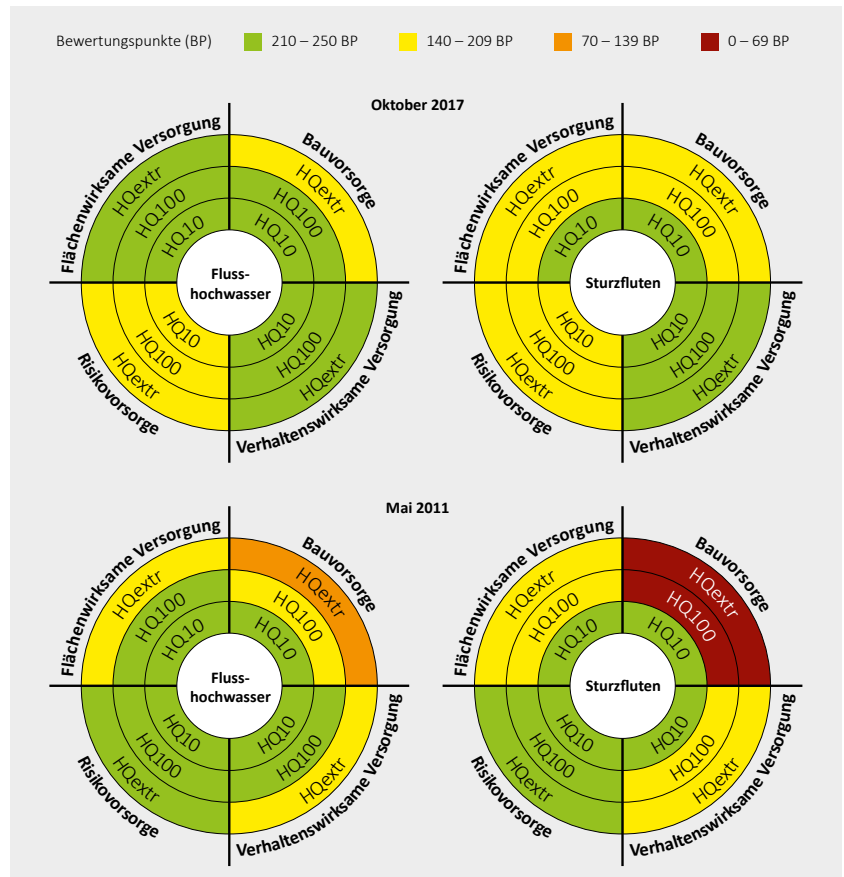 Bewertungspunkte (BP) 210 – 250 BP 140 – 209 BP 70 – 139 BP 0 – 69 BP
Oktober 2017
Flächenwirksame Versorgung
Bauvorsorge
HQextr
HQ100
HQ10
HQextr
HQ100
HQ10
Fluss-
hochwasser
HQ10
HQ100
HQextr
HQ10
HQ100
HQextr
Risikovorsorge
Verhaltenswirksame Versorgung
Flächenwirksame Versorgung
Bauvorsorge
HQextr
HQ100
HQ10
HQextr
HQ100
HQ10
Sturzfluten
HQ10
HQ100
HQextr
HQ10
HQ100
HQextr
Risikovorsorge
Verhaltenswirksame Versorgung
Mai 2011
Flächenwirksame Versorgung
Bauvorsorge
HQextr
HQ100
HQ10
HQextr
HQ100
HQ10
Fluss-
hochwasser
HQ10
HQ100
HQextr
HQ10
HQ100
HQextr
Risikovorsorge
Verhaltenswirksame Versorgung
Flächenwirksame Versorgung
Bauvorsorge
HQextr
HQ100
HQ10
HQextr
HQ100
HQ10
Sturzfluten
HQ10
HQ100
HQextr
HQ10
HQ100
HQextr
Risikovorsorge
Verhaltenswirksame Versorgung